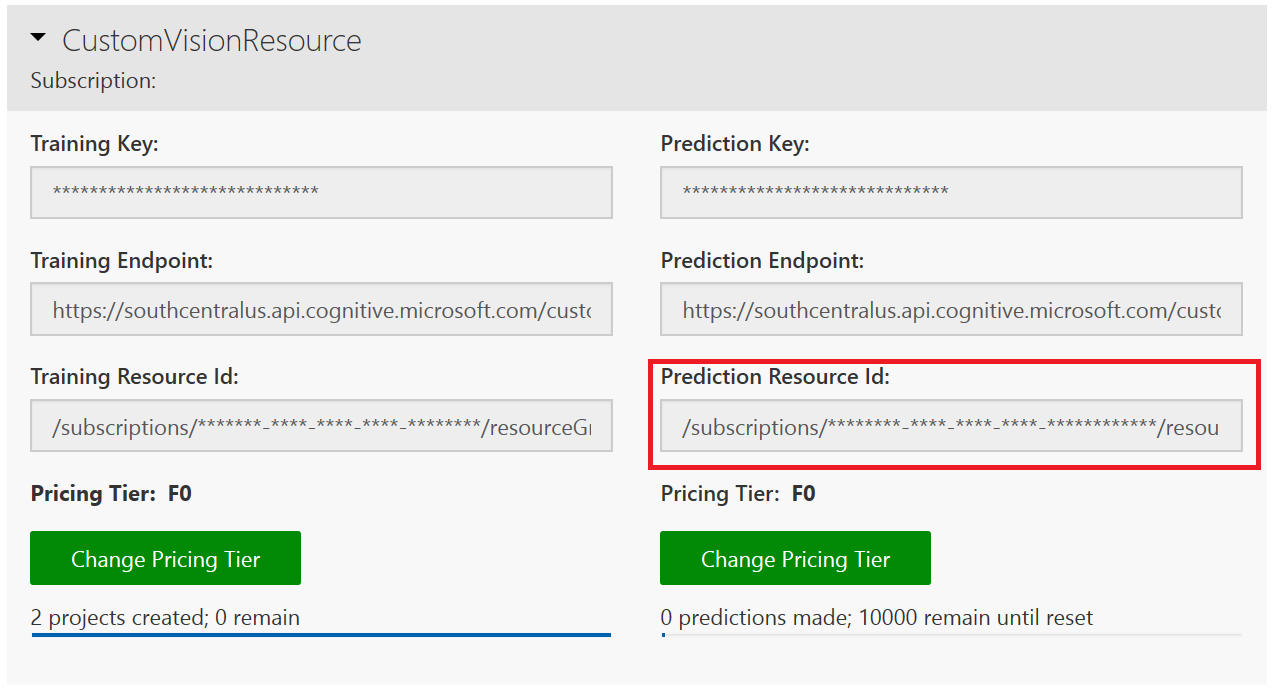 CustomVisionResource
Subscription:
Training Key:
*****************************
Training Endpoint:
https://southcentralus.api.cognitive.microsoft.com/custo
Training Resource Id:
/subscriptions/*******-****-****-****-********/resourceGr
Pricing Tier: F0
Change Pricing Tier
2 projects created; 0 remain
Prediction Key:
*****************************
Prediction Endpoint:
https://southcentralus.api.cognitive.microsoft.com/custo
Prediction Resource Id:
/subscriptions/********-****-****-****-************/resou
Pricing Tier: F0
Change Pricing Tier
0 predictions made; 10000 remain until reset